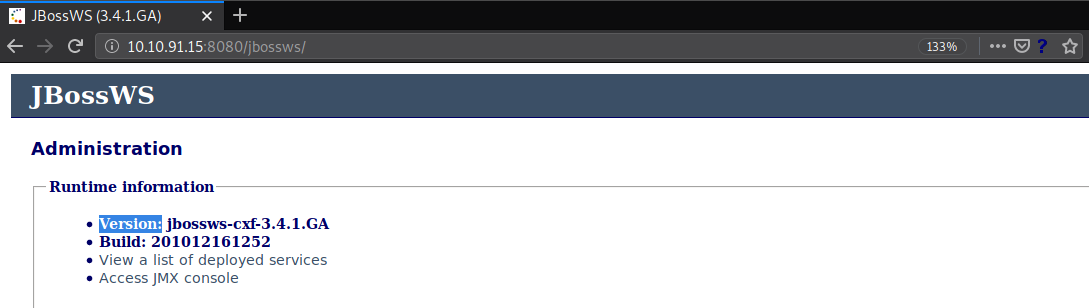 JBossWS (3.4.1.GA)
10.10.91.15:8080/jbossws/
133%
JBossWS
Administration
Runtime information
Version: jbossws-cxf-3.4.1.GA
Build: 201012161252
View a list of deployed services
Access JMX console